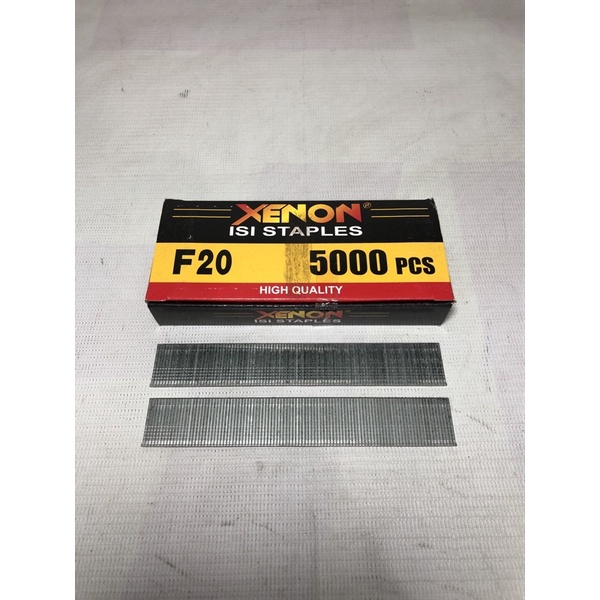 XENON®
ISI STAPLES
F20 5000 PCS
HIGH QUALITY
XENON
ISI STAPLES